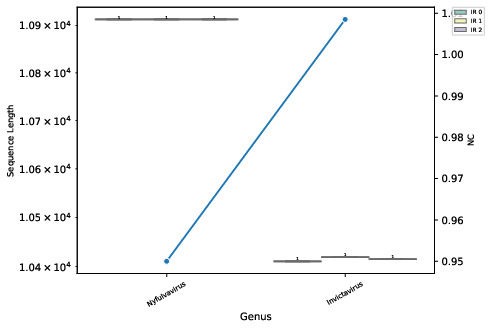 1.09 × 10⁴
1.08 × 10⁴
1.07 × 10⁴
1.06 × 10⁴
1.05 × 10⁴
1.04 × 10⁴
Sequence Length
1 1 1
1 1 1
Nyfulvavirus
Invictavirus
Genus
1.00
0.99
0.98
0.97
0.96
0.95
NC
IR 0
IR 1
IR 2